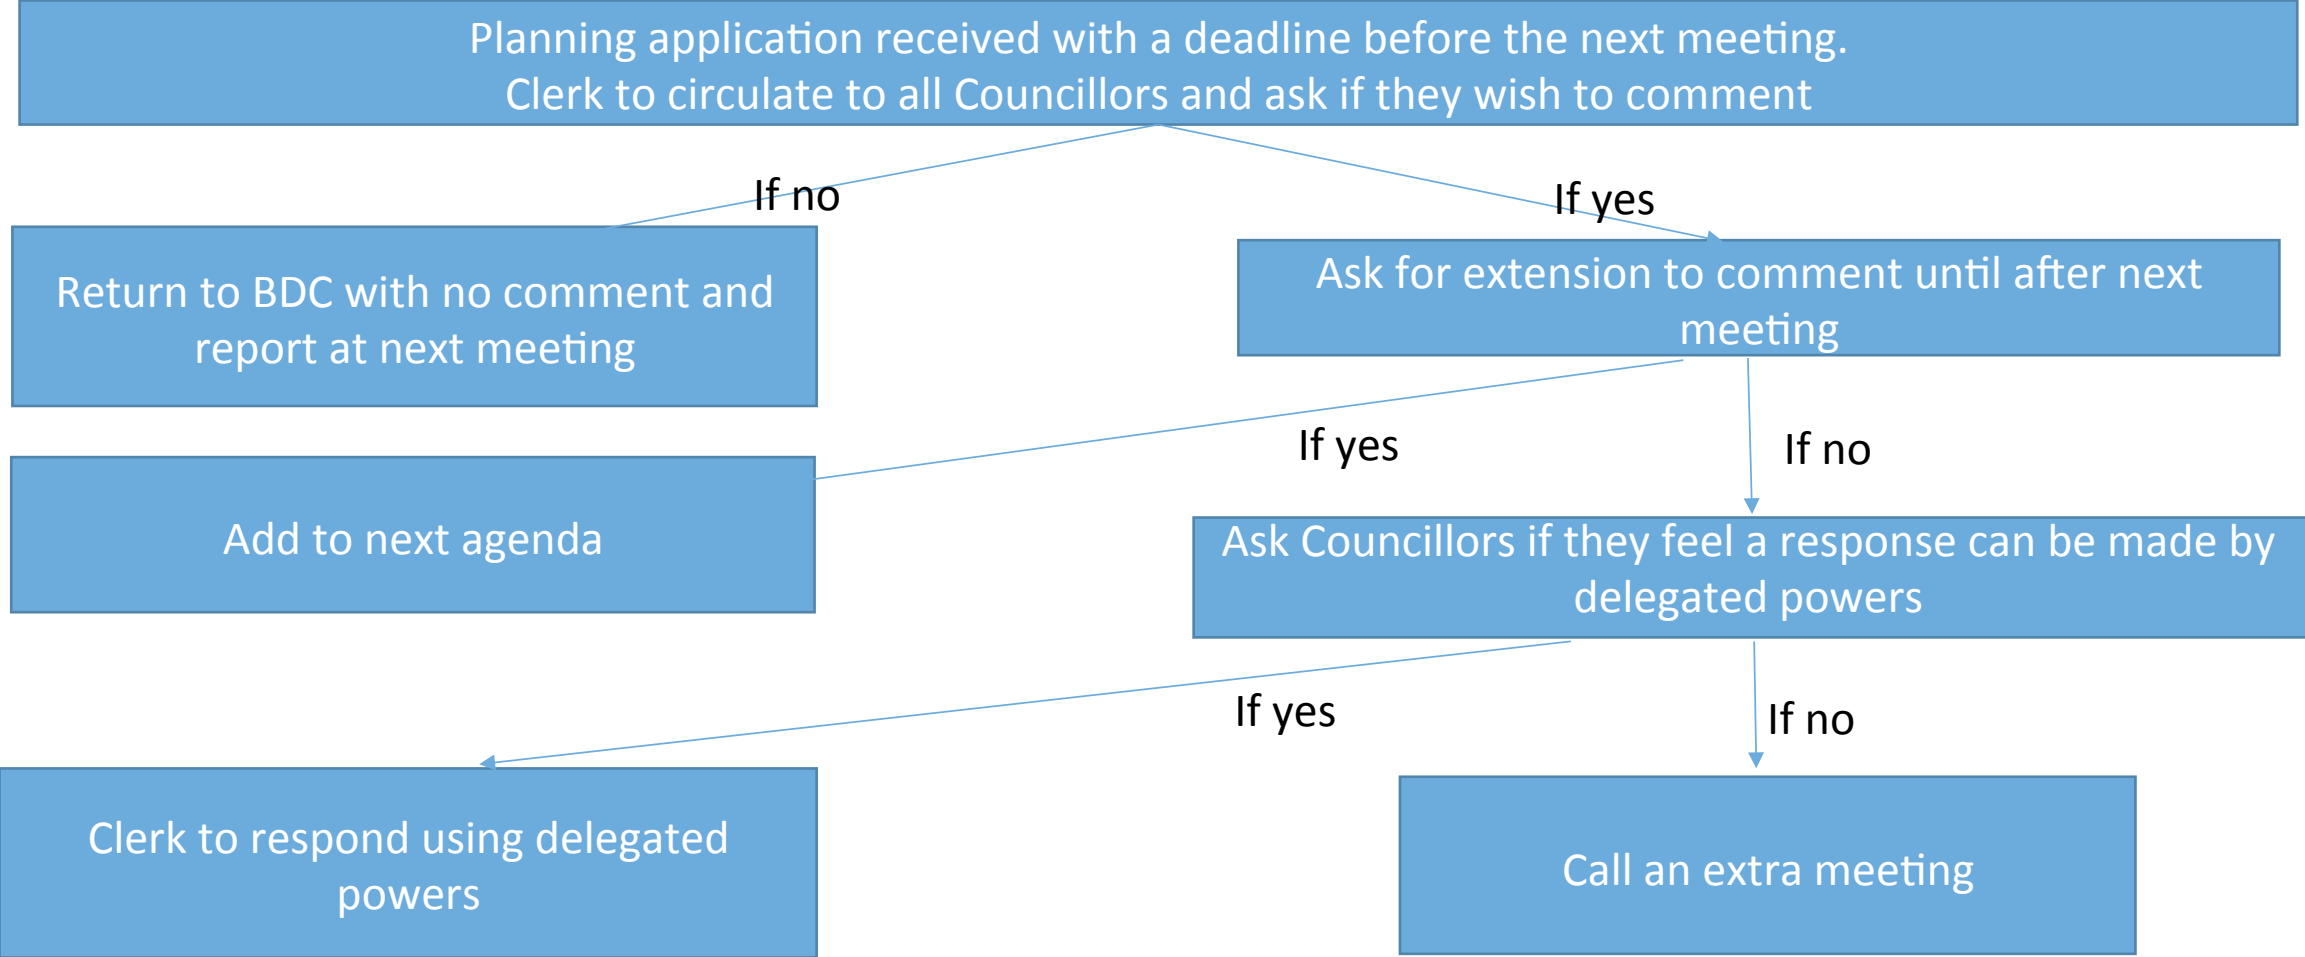 Planning application received with a deadline before the next meeting.
Clerk to circulate to all Councillors and ask if they wish to comment
If no
If yes
Return to BDC with no comment and
report at next meeting
Ask for extension to comment until after next
meeting
If yes
If no
Add to next agenda
Ask Councillors if they feel a response can be made by
delegated powers
If yes
If no
Clerk to respond using delegated
powers
Call an extra meeting